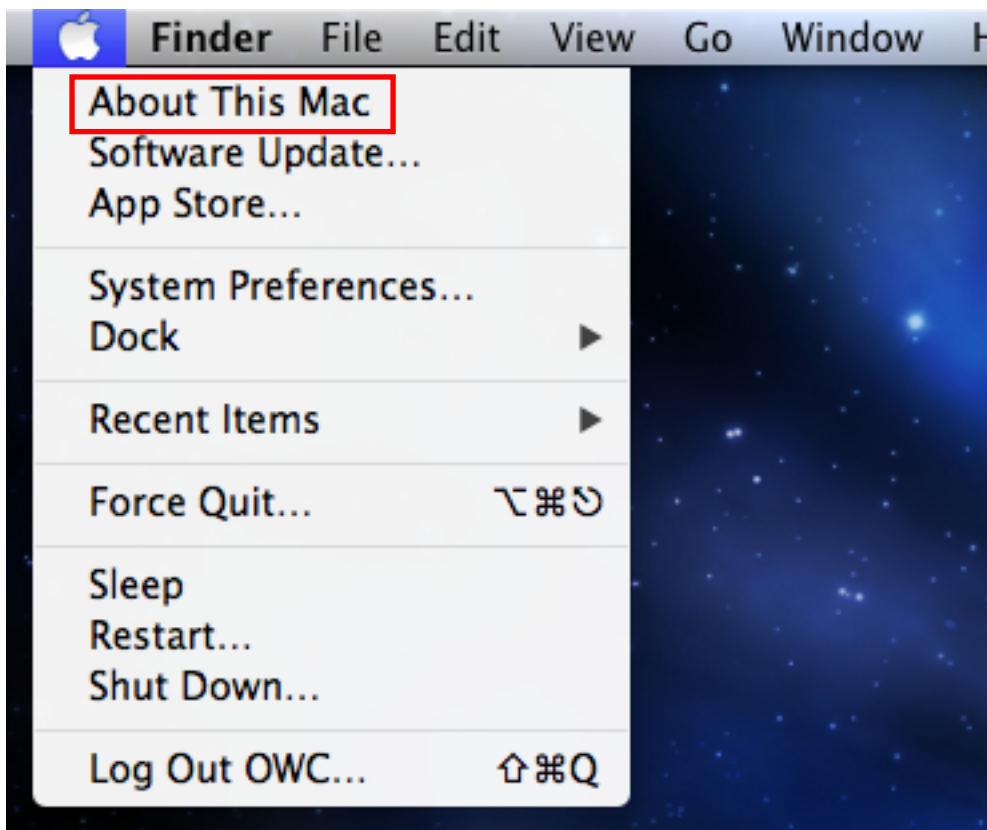 Finder File Edit View Go Window
About This Mac
Software Update...
App Store...
System Preferences...
Dock ▶
Recent Items ▶
Force Quit... ⌥⌘⎋
Sleep
Restart...
Shut Down...
Log Out OWC... ⇧⌘Q